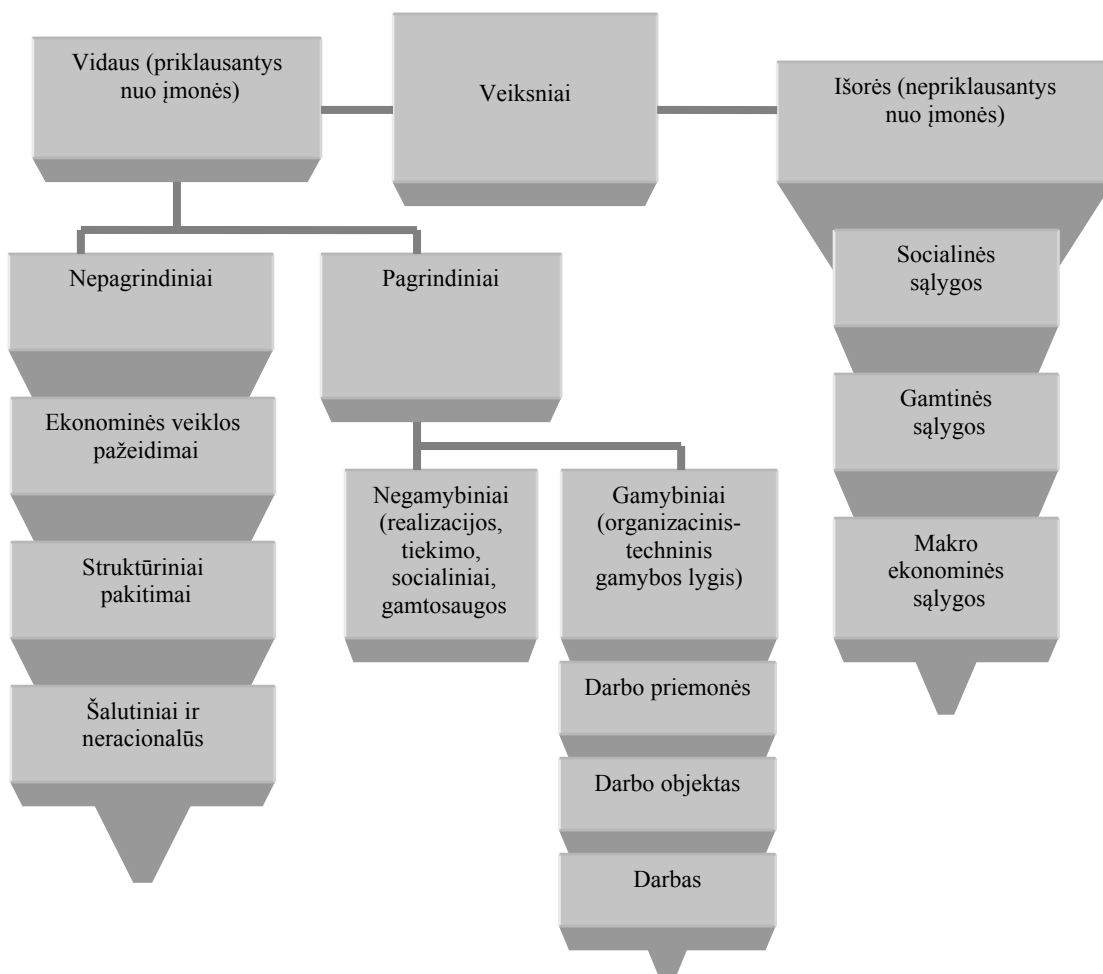 Vidaus (priklausantys
nuo įmonės)
Veiksniai
Išorės (nepriklausantys
nuo įmonės)
Nepagrindiniai
Pagrindiniai
Socialinės
sąlygos
Ekonominės veiklos
pažeidimai
Gamtinės
sąlygos
Negamybiniai
(realizacijos,
tiekimo,
socialiniai,
gamtosaugos
Gamybiniai
(organizacinis-
techninis
gamybos lygis)
Makro
ekonominės
sąlygos
Struktūriniai
pakitimai
Darbo priemonės
Šalutiniai ir
neracionalūs
Darbo objektas
Darbas